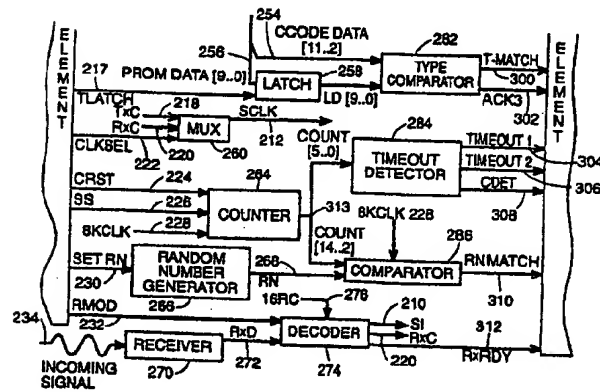 254
CCODE DATA
[11..2]
282
256
TYPE
COMPARATOR
T-MATCH
300
ACK3
302
ELEMENT
ELEMENT
217
PROM DATA [9..0]
LATCH
258
LD [9..0]
TLATCH
TxC
218
RxC
220
MUX
SCLK
212
CLKSEL
222
260
COUNT
[5..0]
284
TIMEOUT
DETECTOR
TIMEOUT 1
304
TIMEOUT 2
306
CDET
308
CRST
224
264
SS
226
COUNTER
8KCLK
228
313
8KCLK 228
COUNT
[14..2]
286
SET RN
230
RANDOM
NUMBER
GENERATOR
266
268
RN
COMPARATOR
RNMATCH
310
16RC
276
RMOD
232
234
DECODER
274
210
SI
RxC
220
312
RxRDY
INCOMING
SIGNAL
RECEIVER
270
RxD
272